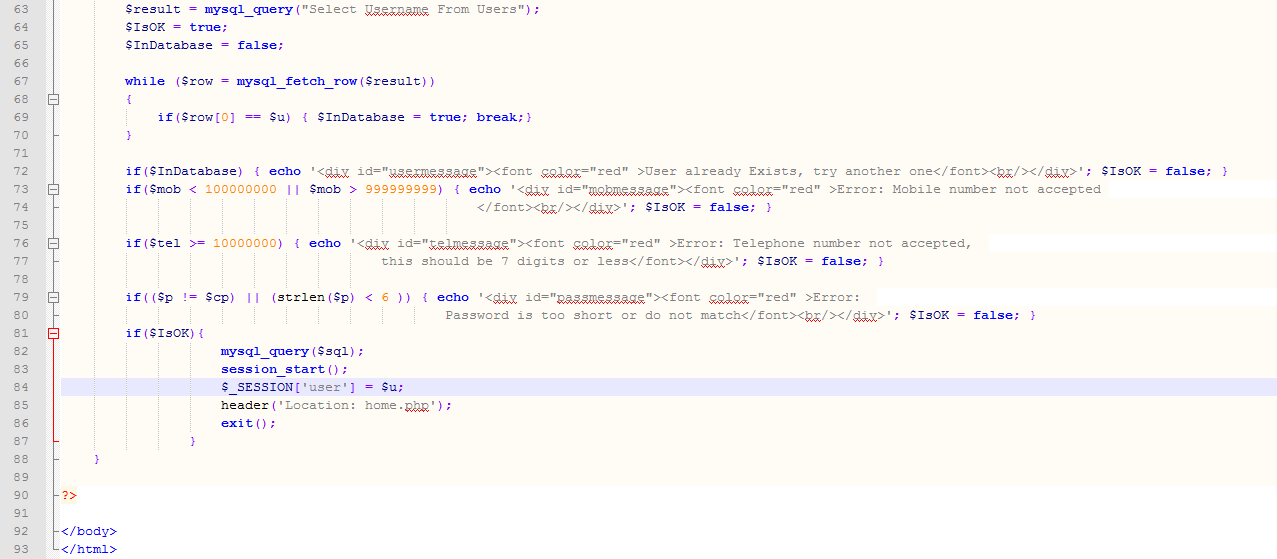 63 $result = mysql_query("Select Username From Users");
64 $IsOK = true;
65 $InDatabase = false;
66
67 while ($row = mysql_fetch_row($result))
68 {
69 if($row[0] == $u) { $InDatabase = true; break;}
70 }
71
72 if($InDatabase) { echo '<div id="usermessage"><font color="red" >User already Exists, try another one</font><br/></div>'; $IsOK = false; }
73 if($mob < 100000000 || $mob > 999999999) { echo '<div id="mobmessage"><font color="red" >Error: Mobile number not accepted
74 </font><br/></div>'; $IsOK = false; }
75
76 if($tel >= 10000000) { echo '<div id="telmessage"><font color="red" >Error: Telephone number not accepted,
77 this should be 7 digits or less</font></div>'; $IsOK = false; }
78
79 if(($p != $cp) || (strlen($p) < 6 )) { echo '<div id="passmessage"><font color="red" >Error:
80 Password is too short or do not match</font><br/></div>'; $IsOK = false; }
81 if($IsOK){
82 mysql_query($sql);
83 session_start();
84 $_SESSION['user'] = $u;
85 header('Location: home.php');
86 exit();
87 }
88 }
89
90 ?>
91
92 </body>
93 </html>